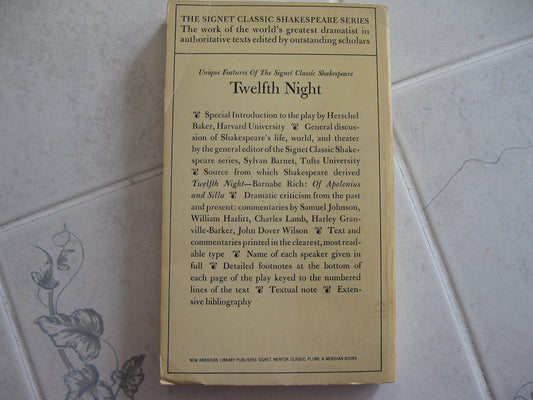 THE SIGNET CLASSIC SHAKESPEARE SERIES
The work of the world's greatest dramatist in
authoritative texts edited by outstanding scholars
Unique Features Of The Signet Classic Shakespeare
Twelfth Night
❦ Special Introduction to the play by Herschel
Baker, Harvard University ❦ General discus-
sion of Shakespeare's life, world, and theater
by the general editor of the Signet Classic Shake-
speare series, Sylvan Barnet, Tufts University
❦ Source from which Shakespeare derived
Twelfth Night—Barnabe Rich: Of Apolonius
and Silla ❦ Dramatic criticism from the past
and present: commentaries by Samuel Johnson,
William Hazlitt, Charles Lamb, Harley Gran-
ville-Barker, John Dover Wilson ❦ Text and
commentaries printed in the clearest, most read-
able type ❦ Name of each speaker given in
full ❦ Detailed footnotes at the bottom of
each page of the play keyed to the numbered
lines of the text ❦ Textual note ❦ Exten-
sive bibliography
NEW AMERICAN LIBRARY PUBLISHES SIGNET, MENTOR, CLASSIC, PLUME & MERIDIAN BOOKS